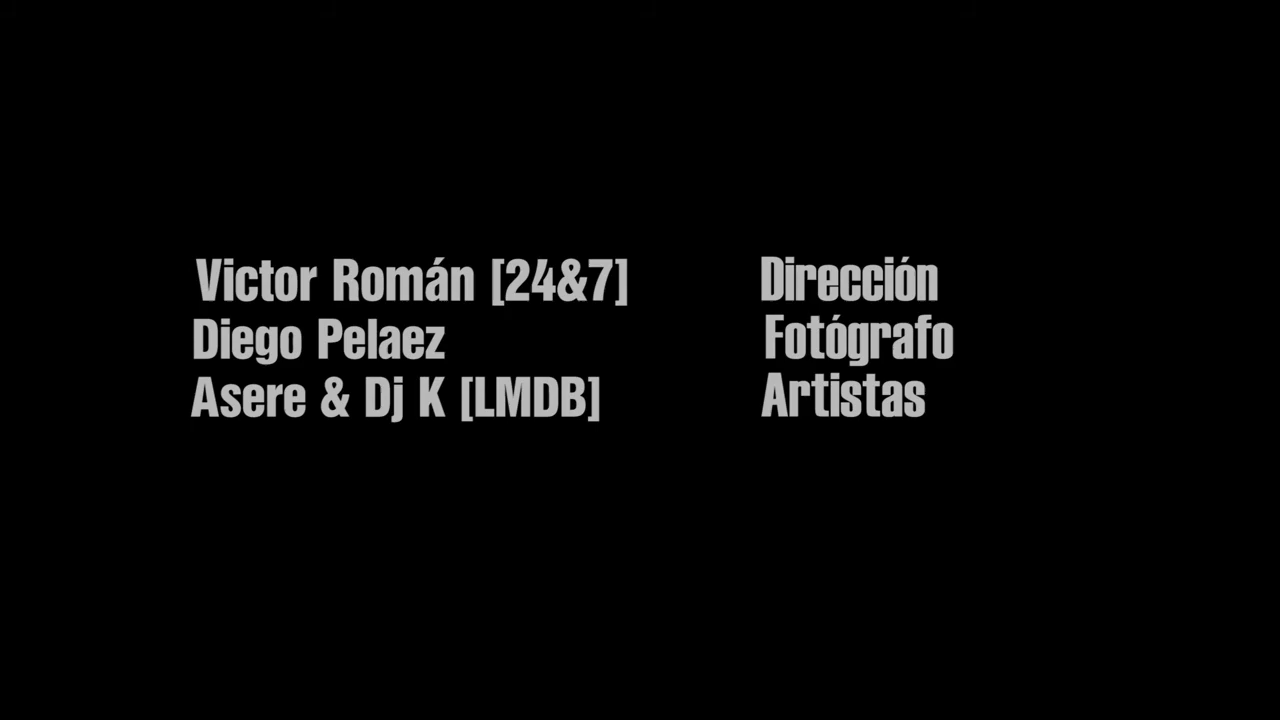 Victor Román [24&7] Dirección
Diego Pelaez Fotógrafo
Asere & Dj K [LMDB] Artistas